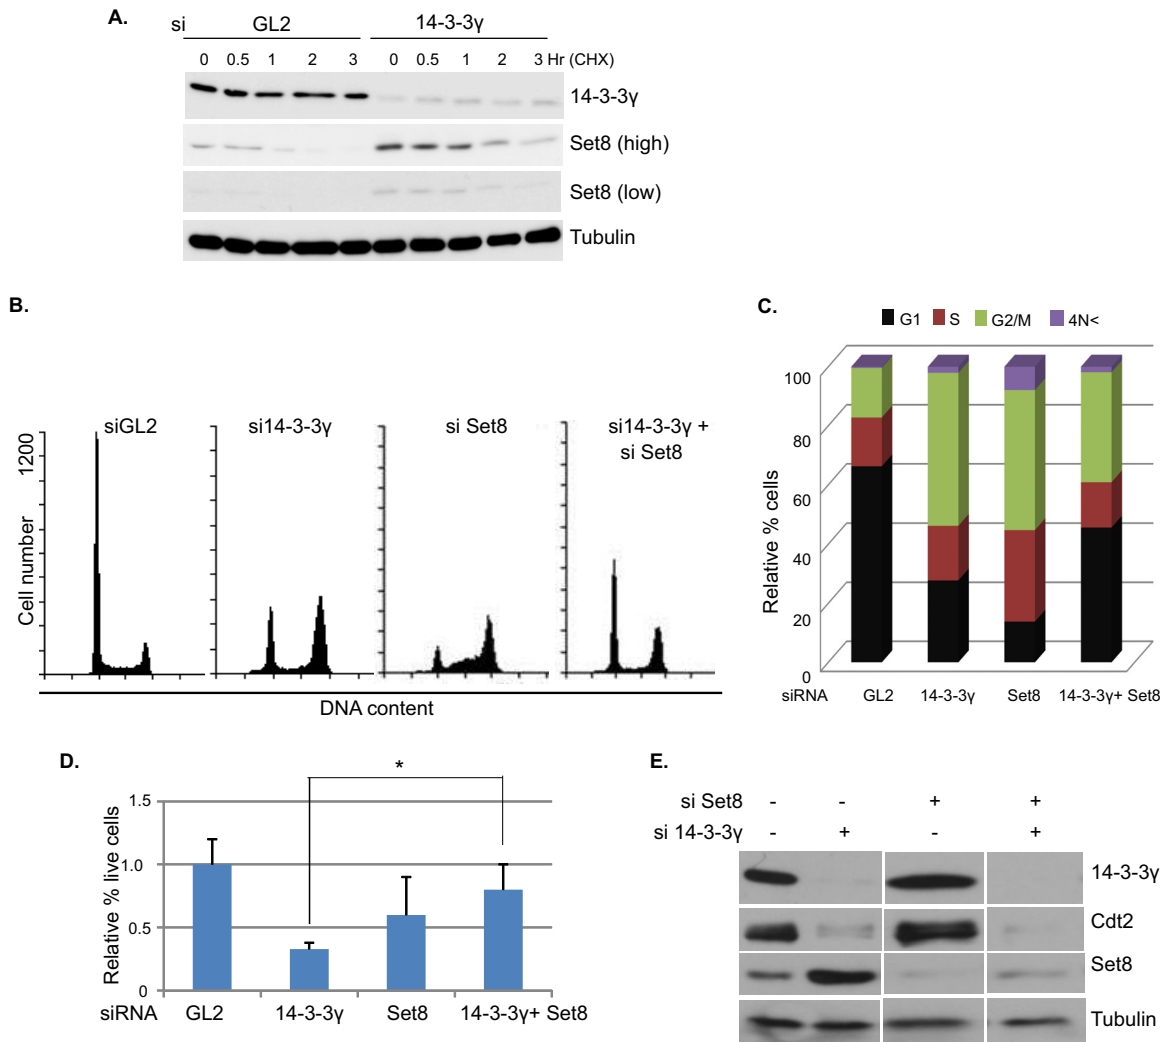 A.
si GL2 14-3-3γ
0 0.5 1 2 3 0 0.5 1 2 3 Hr (CHX)
14-3-3γ
Set8 (high)
Set8 (low)
Tubulin
B.
siGL2 si14-3-3γ si Set8 si14-3-3γ +
si Set8
1200
Cell number
DNA content
C.
G1 S G2/M 4N<
100
80
60
40
20
0
Relative % cells
siRNA GL2 14-3-3γ Set8 14-3-3γ+ Set8
D.
*
1.5
1.0
0.5
0
Relative % live cells
siRNA GL2 14-3-3γ Set8 14-3-3γ+ Set8
E.
si Set8 - - + +
si 14-3-3γ - + - +
14-3-3γ
Cdt2
Set8
Tubulin